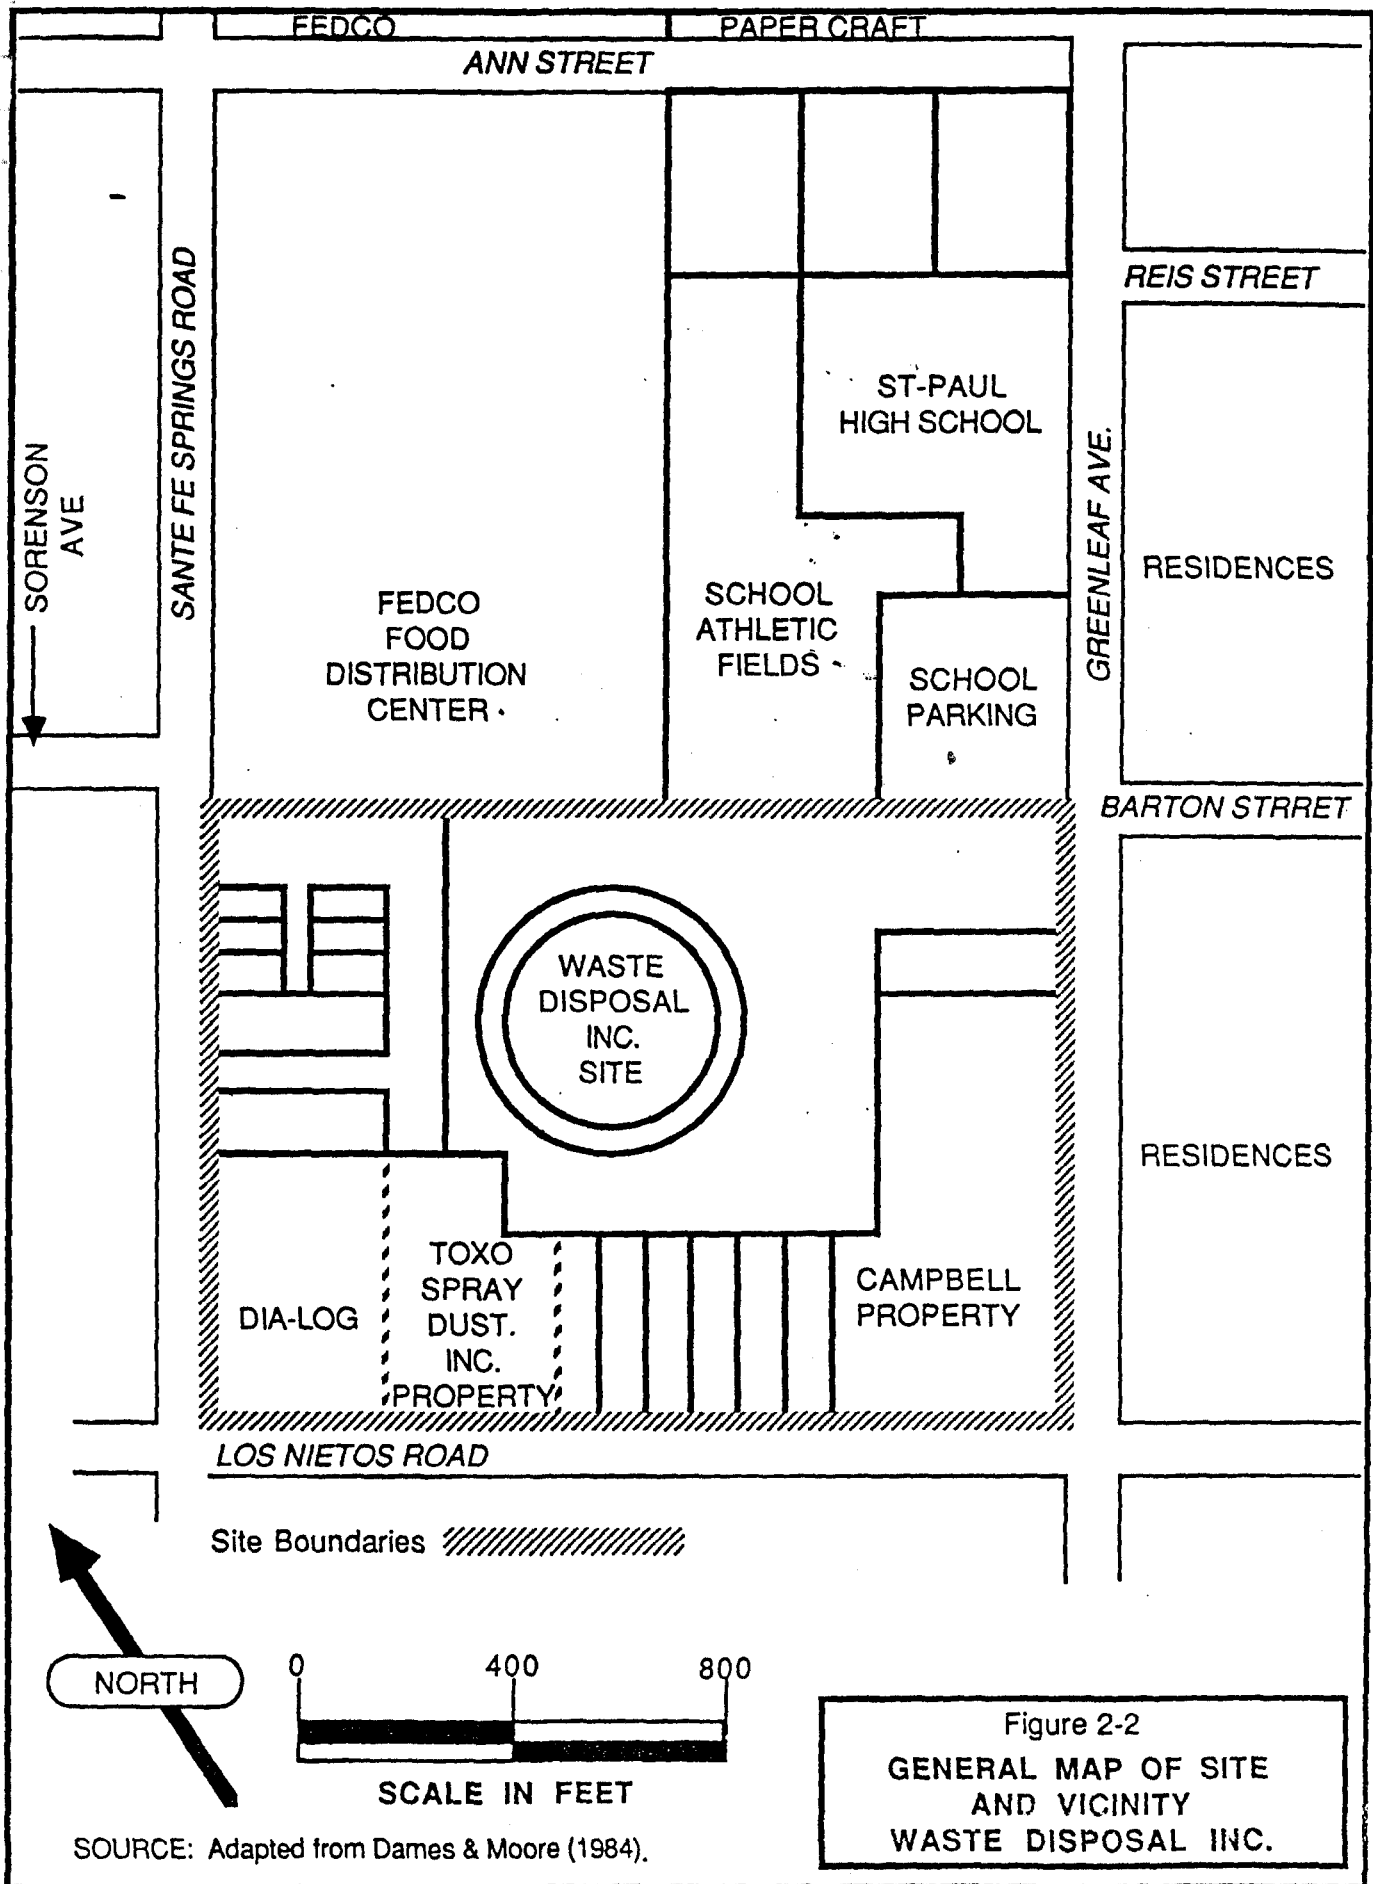 FEDCO
PAPER CRAFT
ANN STREET
REIS STREET
SANTE FE SPRINGS ROAD
ST-PAUL
HIGH SCHOOL
GREENLEAF AVE.
SORENSON
AVE
RESIDENCES
FEDCO
FOOD
DISTRIBUTION
CENTER
SCHOOL
ATHLETIC
FIELDS
SCHOOL
PARKING
BARTON STRRET
WASTE
DISPOSAL
INC.
SITE
RESIDENCES
DIA-LOG
TOXO
SPRAY
DUST.
INC.
PROPERTY
CAMPBELL
PROPERTY
LOS NIETOS ROAD
Site Boundaries
NORTH
0 400 800
SCALE IN FEET
SOURCE: Adapted from Dames & Moore (1984).
Figure 2-2
GENERAL MAP OF SITE
AND VICINITY
WASTE DISPOSAL INC.